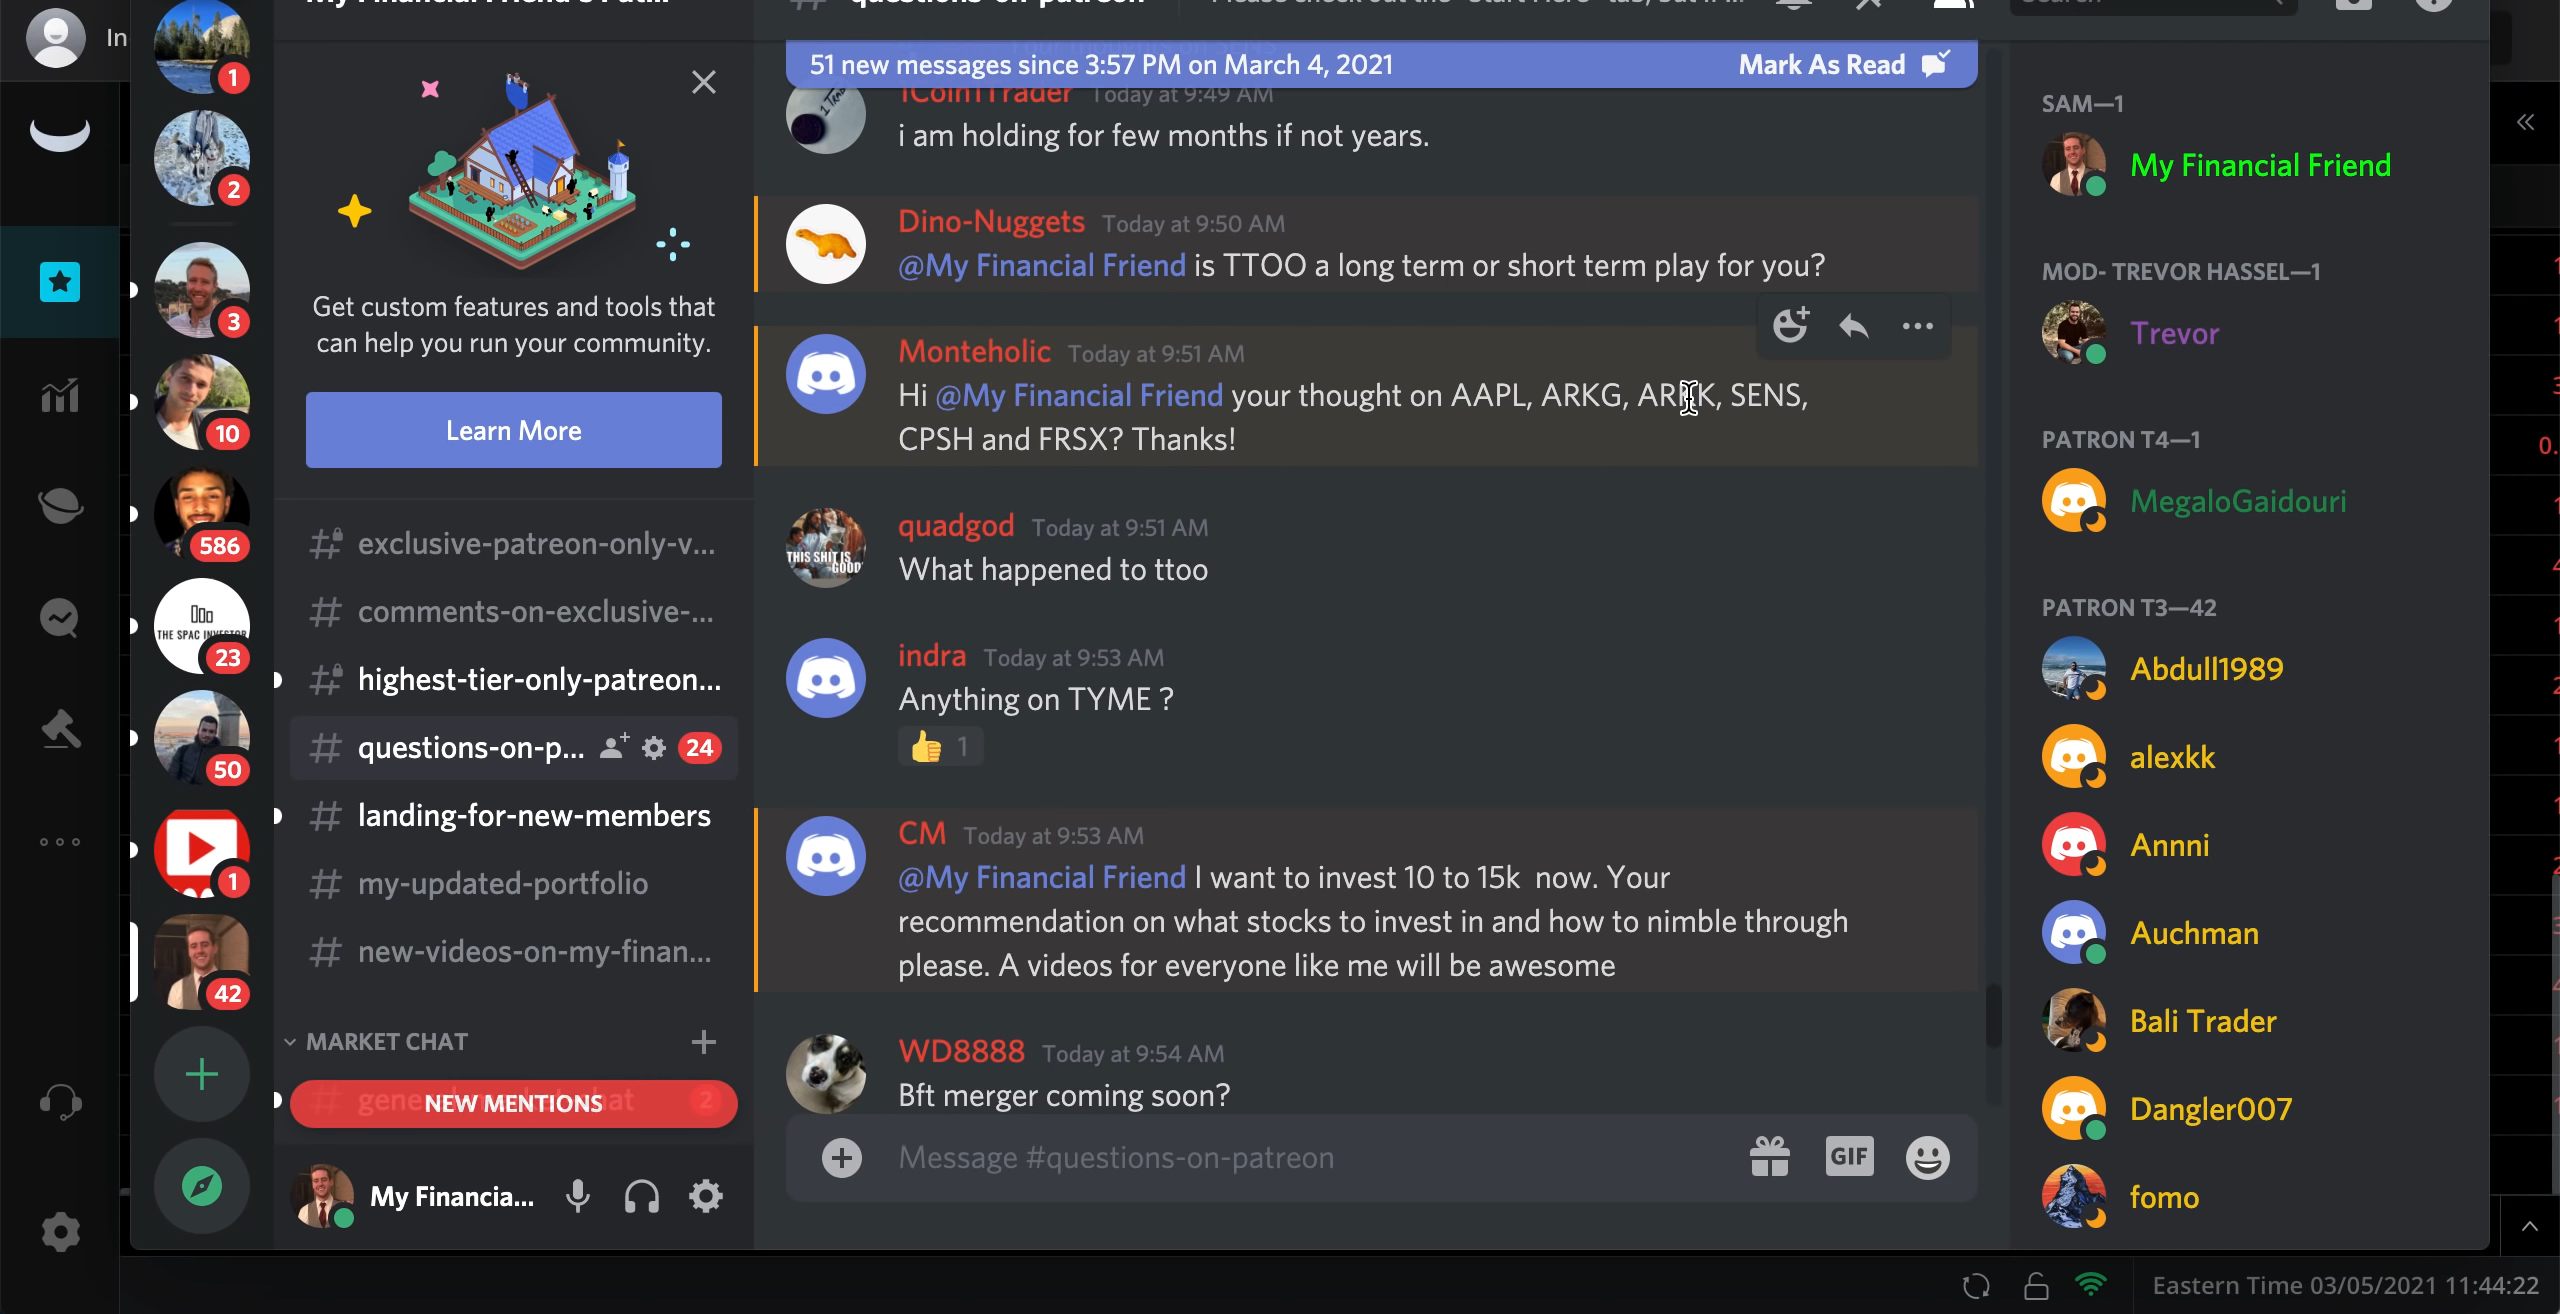 In
1
2
3
10
586
THE SPAC INVESTOR
23
50
1
42
Get custom features and tools that
can help you run your community.
Learn More
exclusive-patreon-only-v...
comments-on-exclusive-...
highest-tier-only-patreon...
questions-on-p... 24
landing-for-new-members
my-updated-portfolio
new-videos-on-my-finan...
MARKET CHAT
NEW MENTIONS
2
My Financia...
51 new messages since 3:57 PM on March 4, 2021 Mark As Read
1Coin1Trader Today at 9:49 AM
i am holding for few months if not years.
Dino-Nuggets Today at 9:50 AM
@My Financial Friend is TTOO a long term or short term play for you?
Monteholic Today at 9:51 AM
Hi @My Financial Friend your thought on AAPL, ARKG, ARKK, SENS,
CPSH and FRSX? Thanks!
THIS SHIT IS GOOD
quadgod Today at 9:51 AM
What happened to ttoo
indra Today at 9:53 AM
Anything on TYME ?
1
CM Today at 9:53 AM
@My Financial Friend I want to invest 10 to 15k now. Your
recommendation on what stocks to invest in and how to nimble through
please. A videos for everyone like me will be awesome
WD8888 Today at 9:54 AM
Bft merger coming soon?
Message #questions-on-patreon
GIF
SAM—1
My Financial Friend
MOD- TREVOR HASSEL—1
Trevor
PATRON T4—1
MegaloGaidouri
PATRON T3—42
Abdull1989
alexkk
Annni
Auchman
Bali Trader
Dangler007
fomo
0.
Eastern Time 03/05/2021 11:44:22